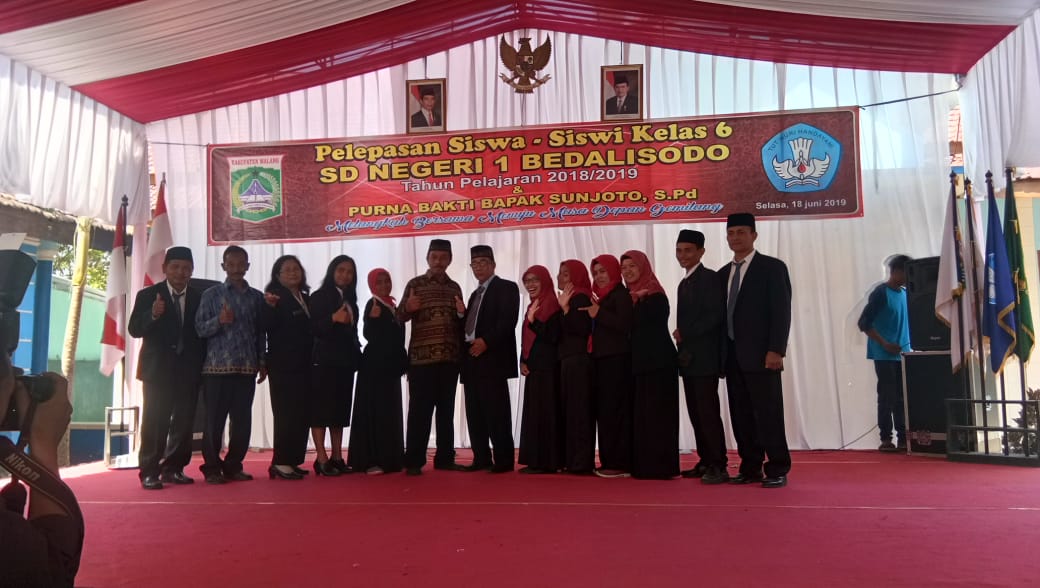 Pelepasan Siswa - Siswi Kelas 6
SD NEGERI 1 BEDALISODO
Tahun Pelajaran 2018/2019
&
PURNA BAKTI BAPAK SUNJOTO, S.Pd
Melangkah Bersama Menuju Masa Depan Gemilang
KABUPATEN MALANG
TUT WURI HANDAYANI
Selasa, 18 juni 2019
Nikon